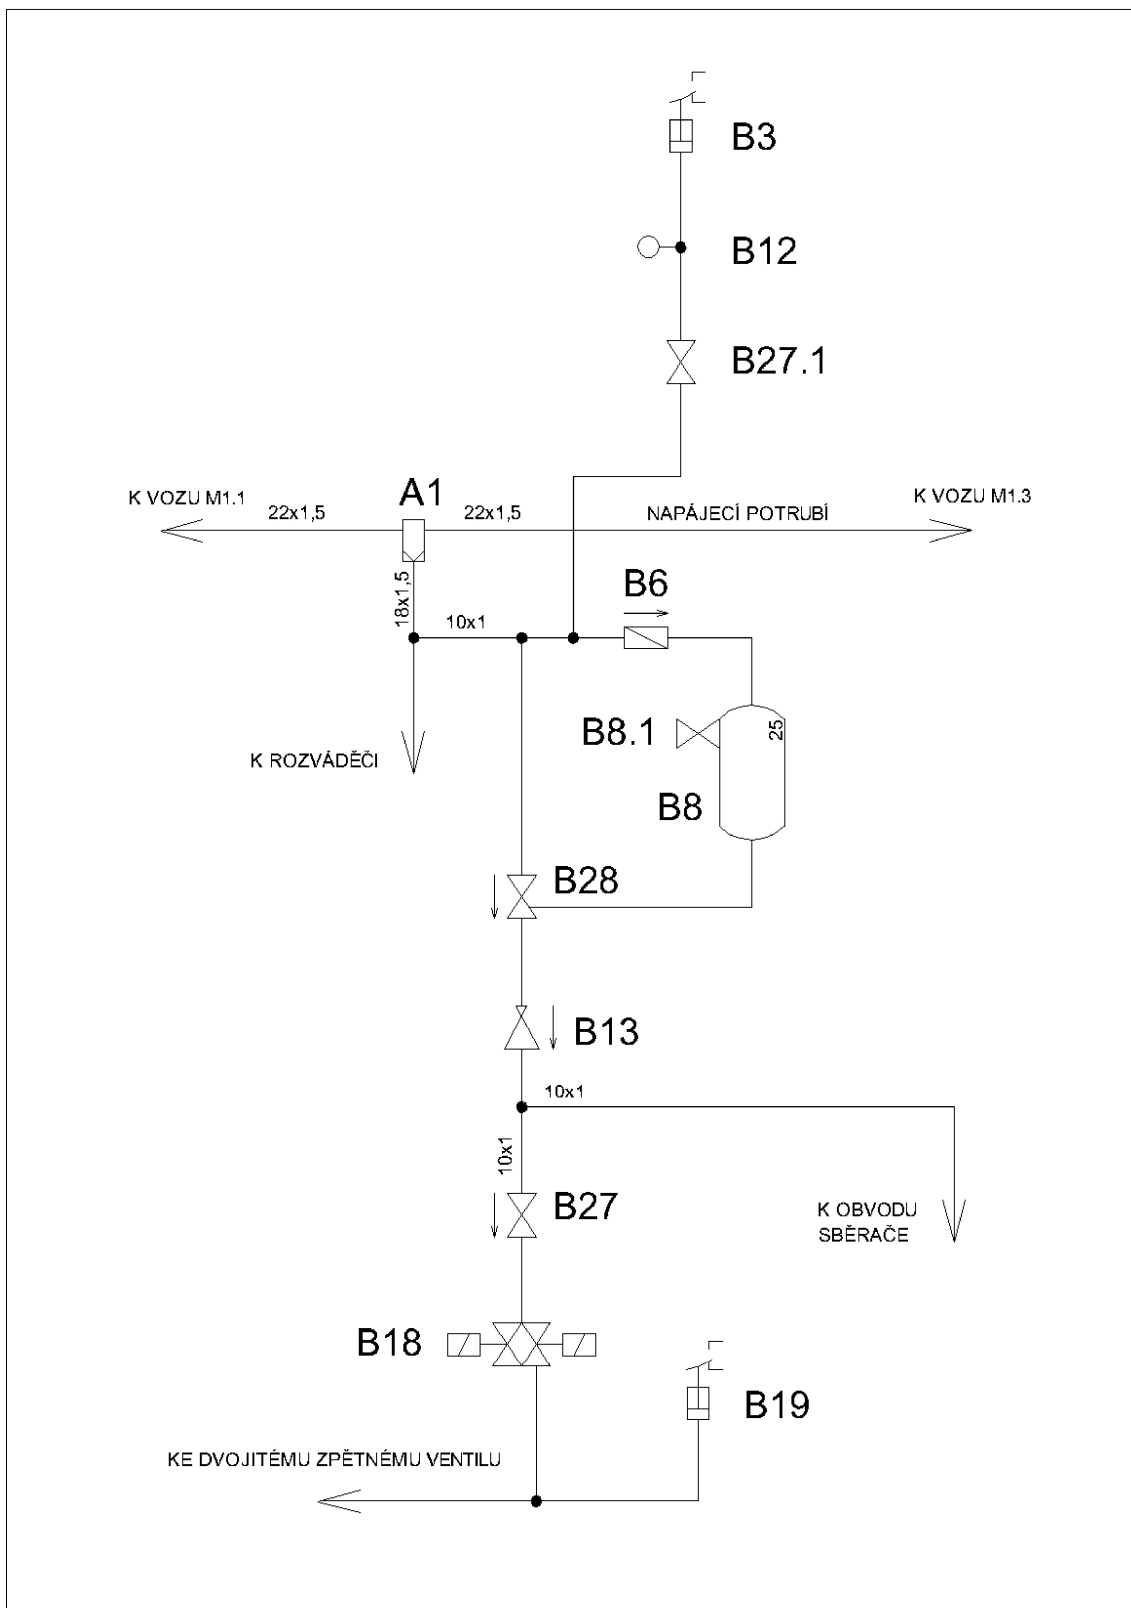 B3
B12
B27.1
K VOZU M1.1
A1
K VOZU M1.3
22x1,5
22x1,5
NAPÁJECÍ POTRUBÍ
18x1,5
B6
10x1
B8.1
25
K ROZVÁDĚČI
B8
B28
B13
10x1
10x1
B27
K OBVODU
SBĚRAČE
B18
B19
KE DVOJITÉMU ZPĚTNÉMU VENTILU